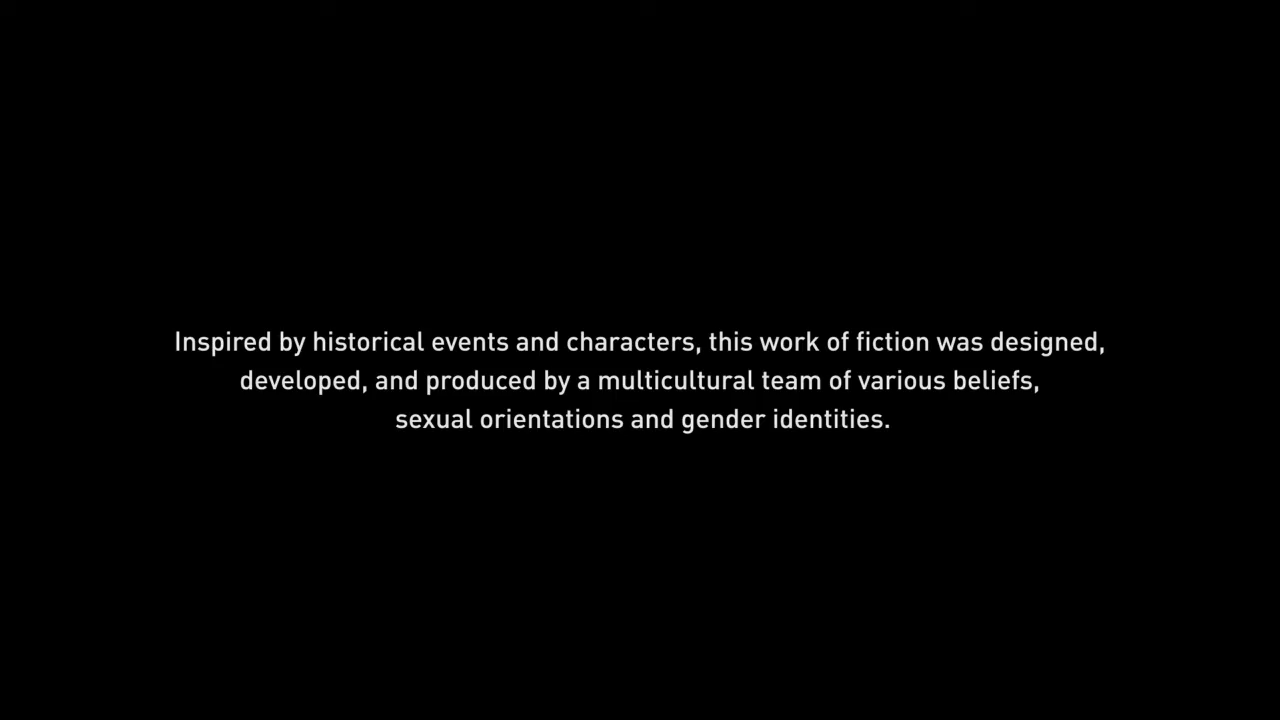 Inspired by historical events and characters, this work of fiction was designed,
developed, and produced by a multicultural team of various beliefs,
sexual orientations and gender identities.